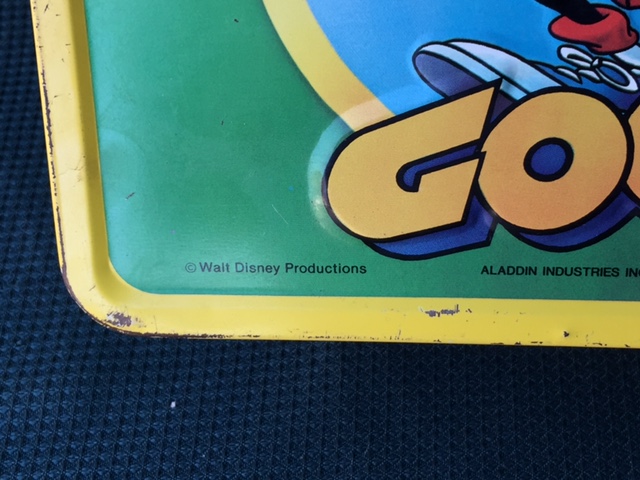 GO
© Walt Disney Productions ALADDIN INDUSTRIES IN